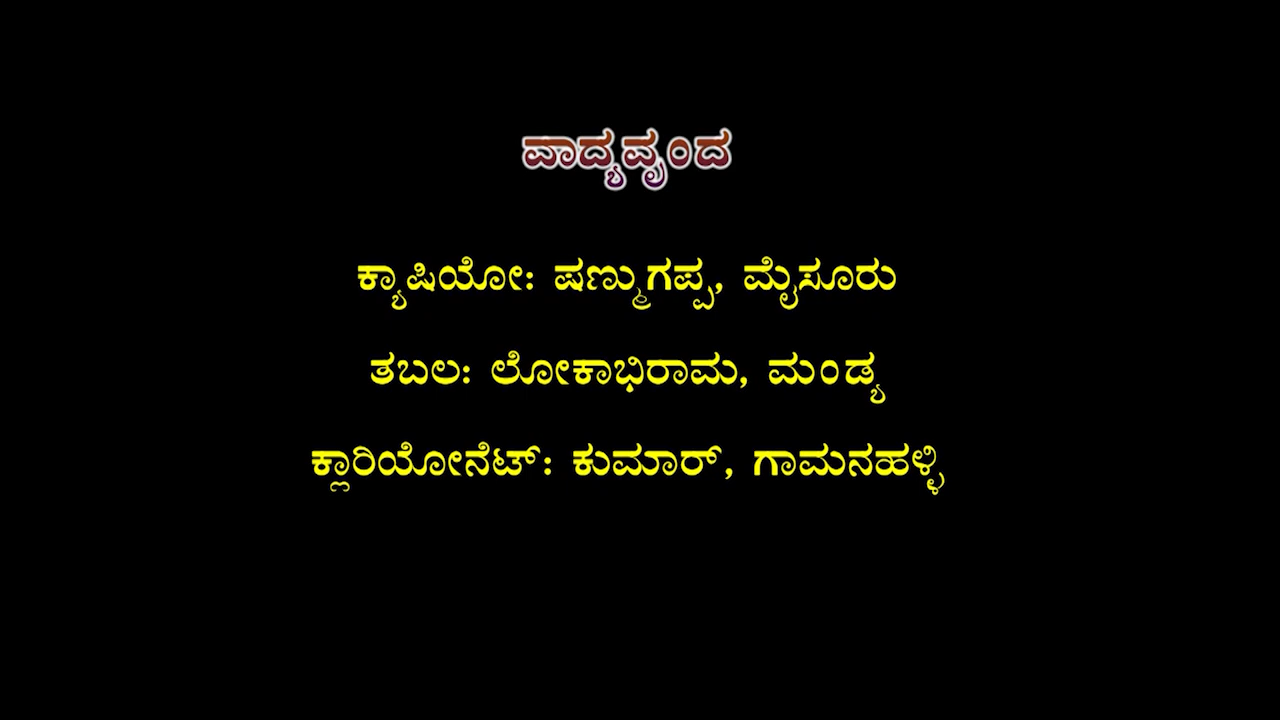 ವಾದ್ಯವೃಂದ
ಕ್ಯಾಷಿಯೋ: ಷಣ್ಮುಗಪ್ಪ, ಮೈಸೂರು
ತಬಲ: ಲೋಕಾಭಿರಾಮ, ಮಂಡ್ಯ
ಕ್ಲಾರಿಯೋನೆಟ್: ಕುಮಾರ್, ಗಾಮನಹಳ್ಳಿ